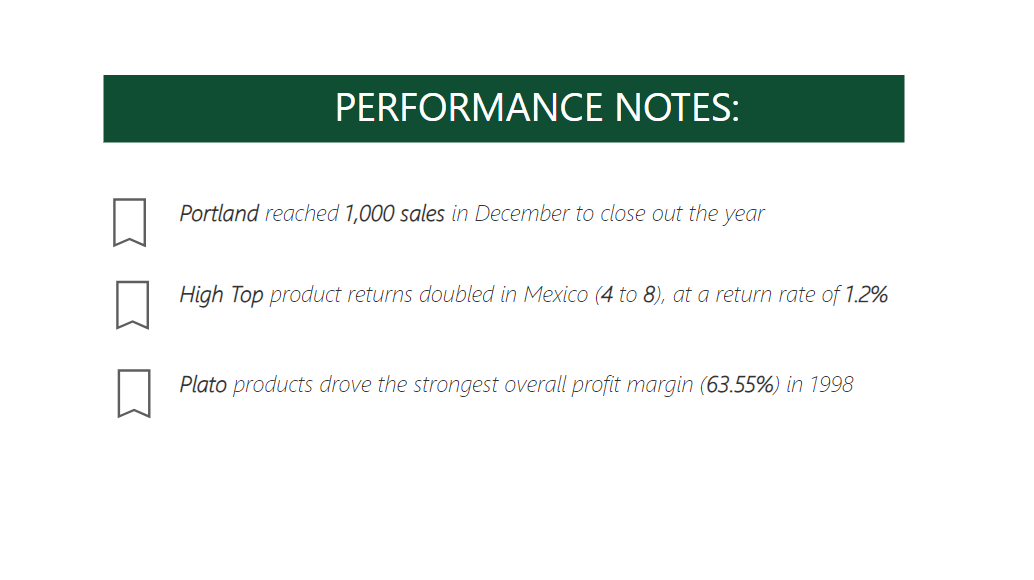 PERFORMANCE NOTES:
Portland reached 1,000 sales in December to close out the year
High Top product returns doubled in Mexico (4 to 8), at a return rate of 1.2%
Plato products drove the strongest overall profit margin (63.55%) in 1998